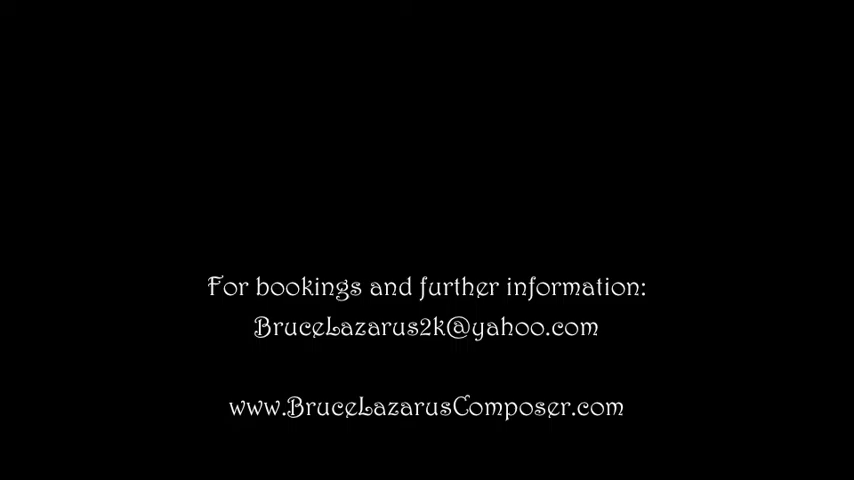 For bookings and further information:
BruceLazarus2k@yahoo.com
www.BruceLazarusComposer.com